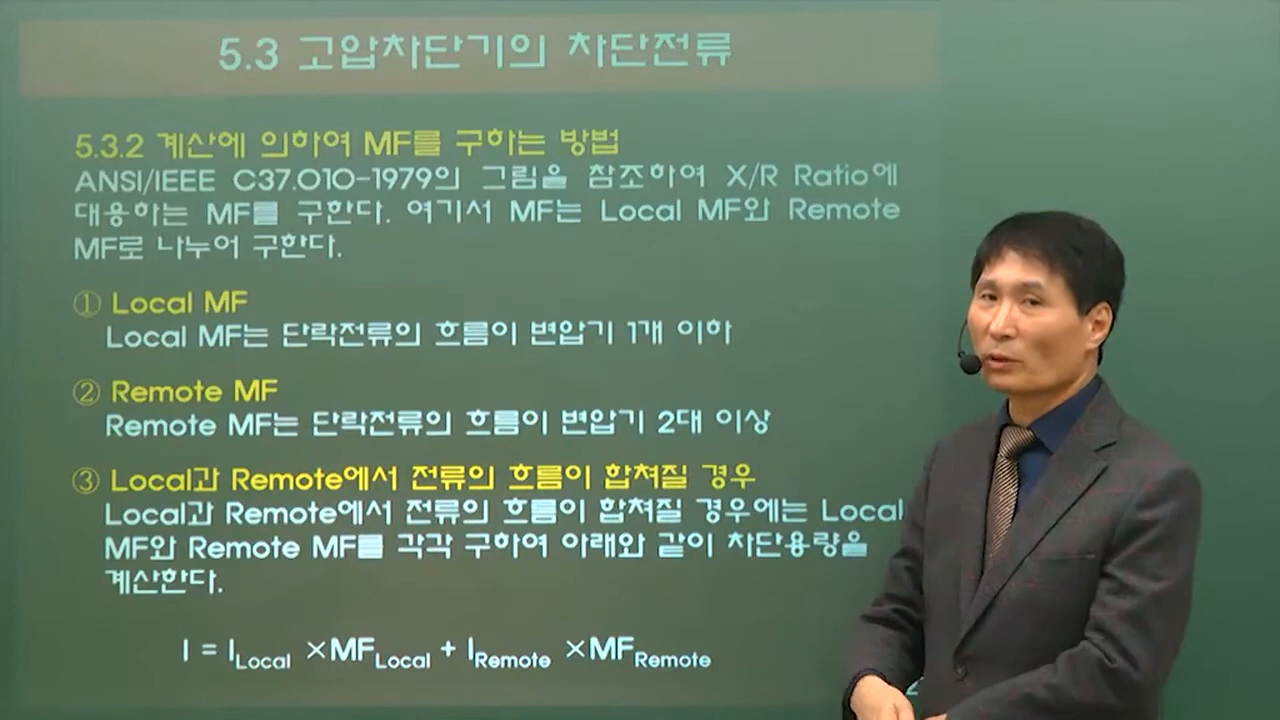 5.3 고압차단기의 차단전류
5.3.2 계산에 의하여 MF를 구하는 방법
ANSI/IEEE C37.010-1979의 그림을 참조하여 X/R Ratio에
대응하는 MF를 구한다. 여기서 MF는 Local MF와 Remote
MF로 나누어 구한다.
① Local MF
Local MF는 단락전류의 흐름이 변압기 1개 이하
② Remote MF
Remote MF는 단락전류의 흐름이 변압기 2대 이상
③ Local과 Remote에서 전류의 흐름이 합쳐질 경우
Local과 Remote에서 전류의 흐름이 합쳐질 경우에는 Local
MF와 Remote MF를 각각 구하여 아래와 같이 차단용량을
계산한다.
I = I_Local ×MF_Local + I_Remote ×MF_Remote